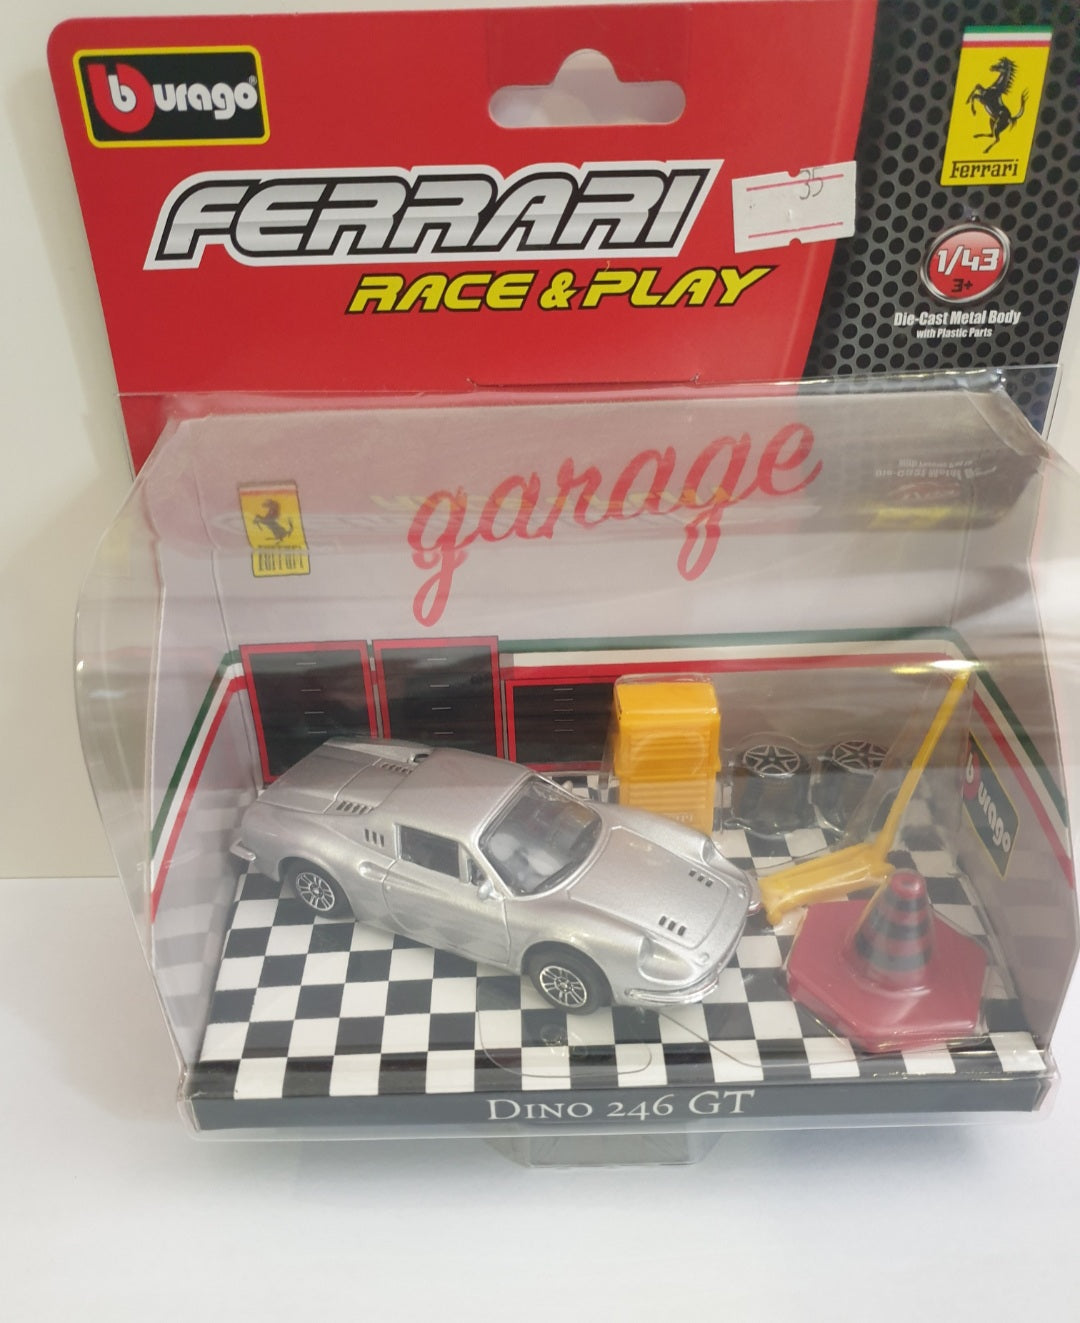 burago
FERRARI
RACE & PLAY
35
Ferrari
1/43
3+
Die-Cast Metal Body
with Plastic Parts
garage
Ferrari
burago
DINO 246 GT